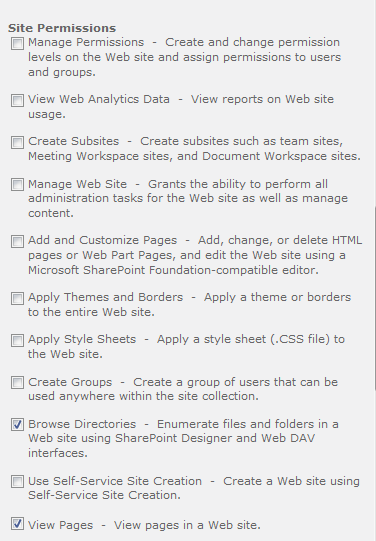 Site Permissions
Manage Permissions  -  Create and change permission
levels on the Web site and assign permissions to users
and groups.
View Web Analytics Data  -  View reports on Web site
usage.
Create Subsites  -  Create subsites such as team sites,
Meeting Workspace sites, and Document Workspace sites.
Manage Web Site  -  Grants the ability to perform all
administration tasks for the Web site as well as manage
content.
Add and Customize Pages  -  Add, change, or delete HTML
pages or Web Part Pages, and edit the Web site using a
Microsoft SharePoint Foundation-compatible editor.
Apply Themes and Borders  -  Apply a theme or borders
to the entire Web site.
Apply Style Sheets  -  Apply a style sheet (.CSS file) to
the Web site.
Create Groups  -  Create a group of users that can be
used anywhere within the site collection.
Browse Directories  -  Enumerate files and folders in a
Web site using SharePoint Designer and Web DAV
interfaces.
Use Self-Service Site Creation  -  Create a Web site using
Self-Service Site Creation.
View Pages  -  View pages in a Web site.